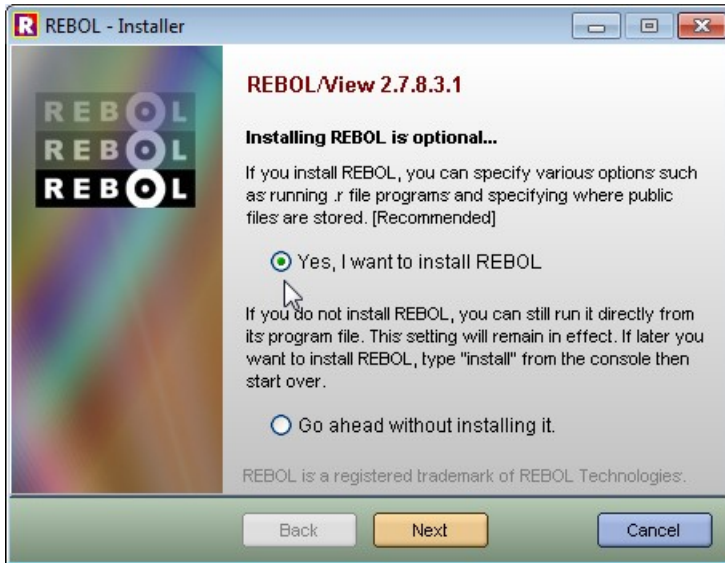 REBOL - Installer
REBOL
REBOL
REBOL
REBOL/View 2.7.8.3.1
Installing REBOL is optional...
If you install REBOL, you can specify various options such
as running .r file programs and specifying where public
files are stored. [Recommended]
Yes, I want to install REBOL
If you do not install REBOL, you can still run it directly from
its program file. This setting will remain in effect. If later you
want to install REBOL, type "install" from the console then
start over.
Go ahead without installing it.
REBOL is a registered trademark of REBOL Technologies.
Back
Next
Cancel